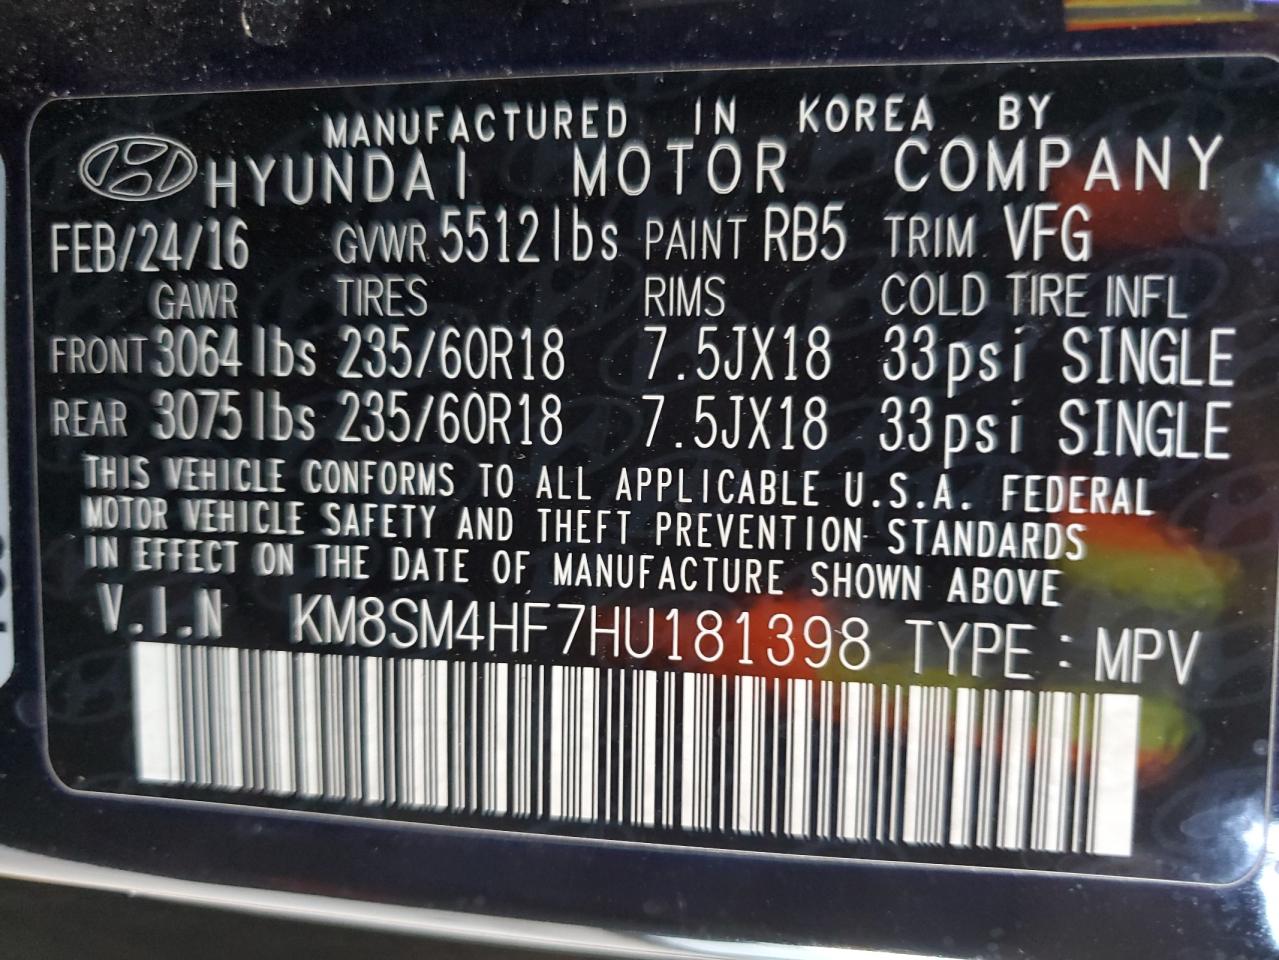 MANUFACTURED IN KOREA BY
HYUNDAI MOTOR COMPANY
FEB/24/16 GVWR 5512lbs PAINT RB5 TRIM VFG
GAWR TIRES RIMS COLD TIRE INFL
FRONT 3064lbs 235/60R18 7.5JX18 33psi SINGLE
REAR 3075lbs 235/60R18 7.5JX18 33psi SINGLE
THIS VEHICLE CONFORMS TO ALL APPLICABLE U.S.A. FEDERAL
MOTOR VEHICLE SAFETY AND THEFT PREVENTION STANDARDS
IN EFFECT ON THE DATE OF MANUFACTURE SHOWN ABOVE
V.I.N KM8SM4HF7HU181398 TYPE : MPV